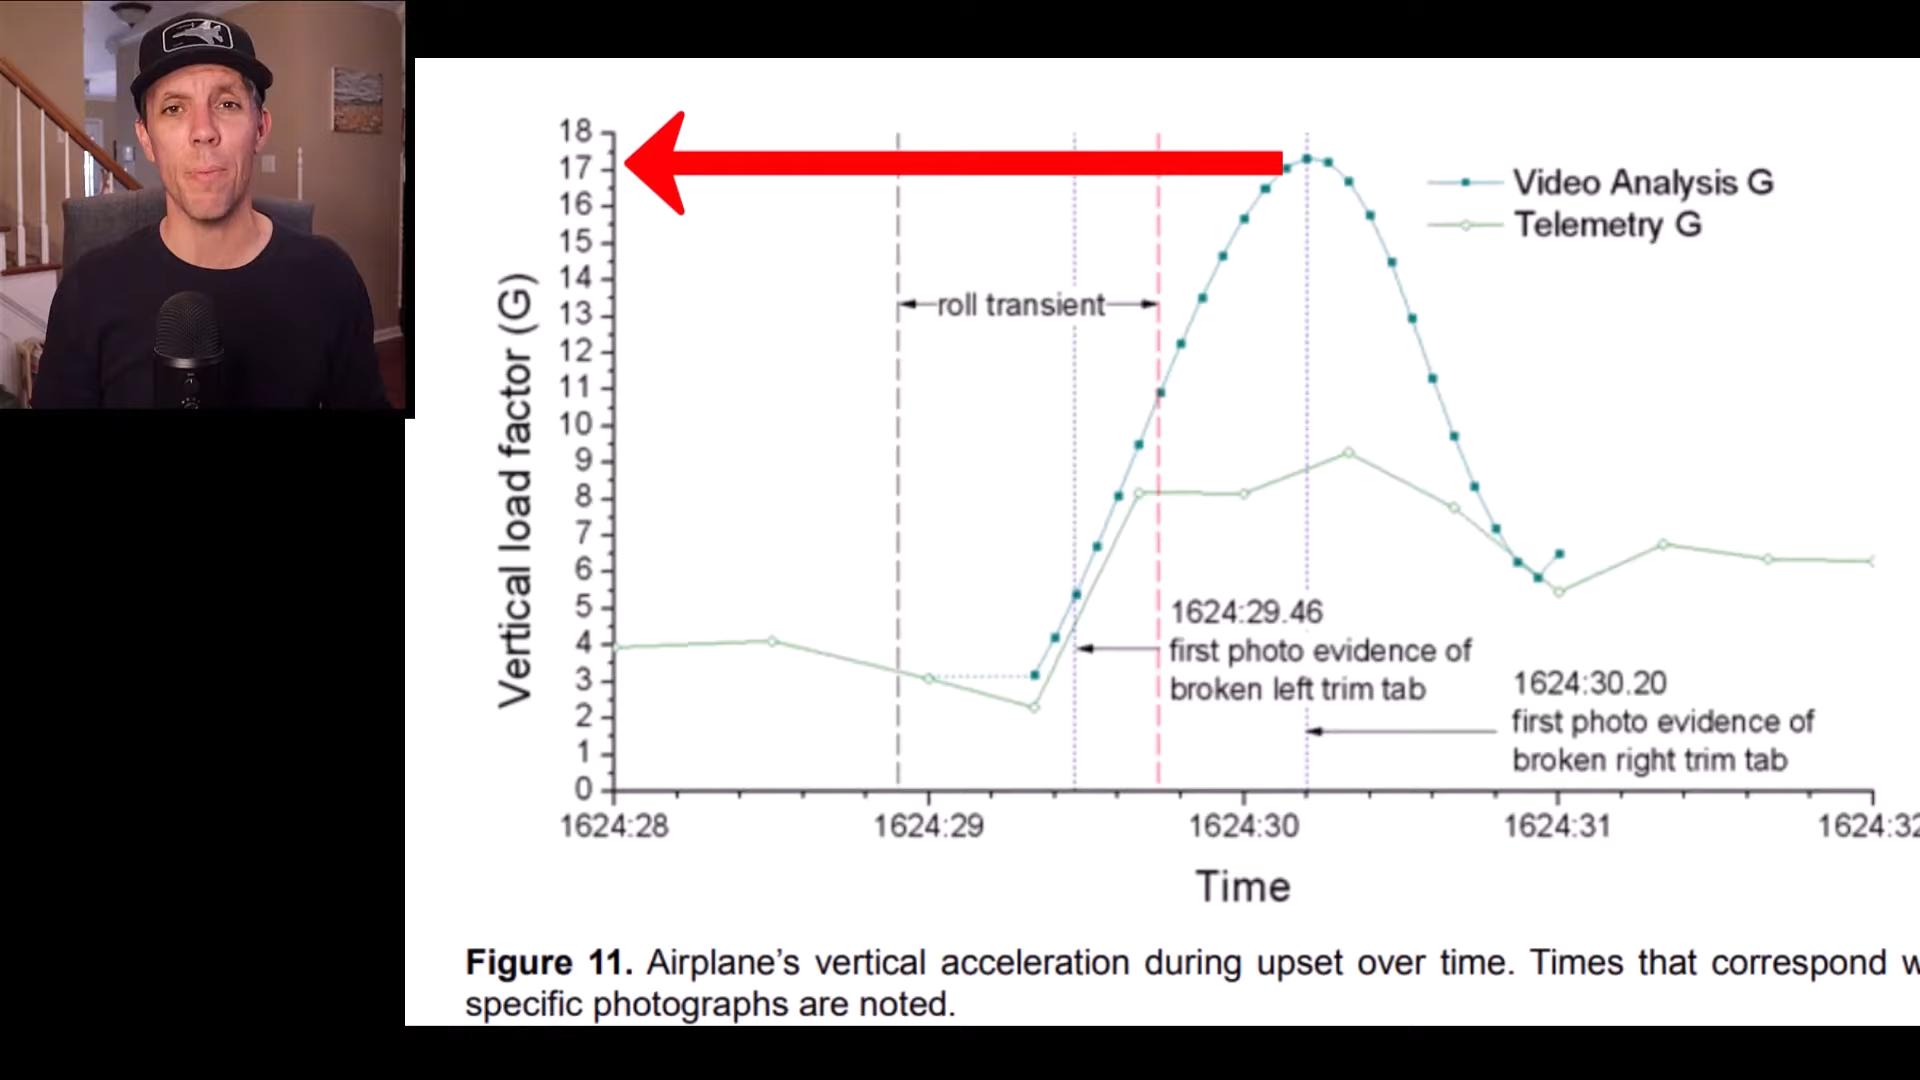 18
17
16
15
14
13
12
11
10
9
8
7
6
5
4
3
2
1
0
Vertical load factor (G)
roll transient
Video Analysis G
Telemetry G
1624:29.46
first photo evidence of
broken left trim tab
1624:30.20
first photo evidence of
broken right trim tab
1624:28
1624:29
1624:30
1624:31
1624:32
Time
Figure 11. Airplane's vertical acceleration during upset over time. Times that correspond w
specific photographs are noted.